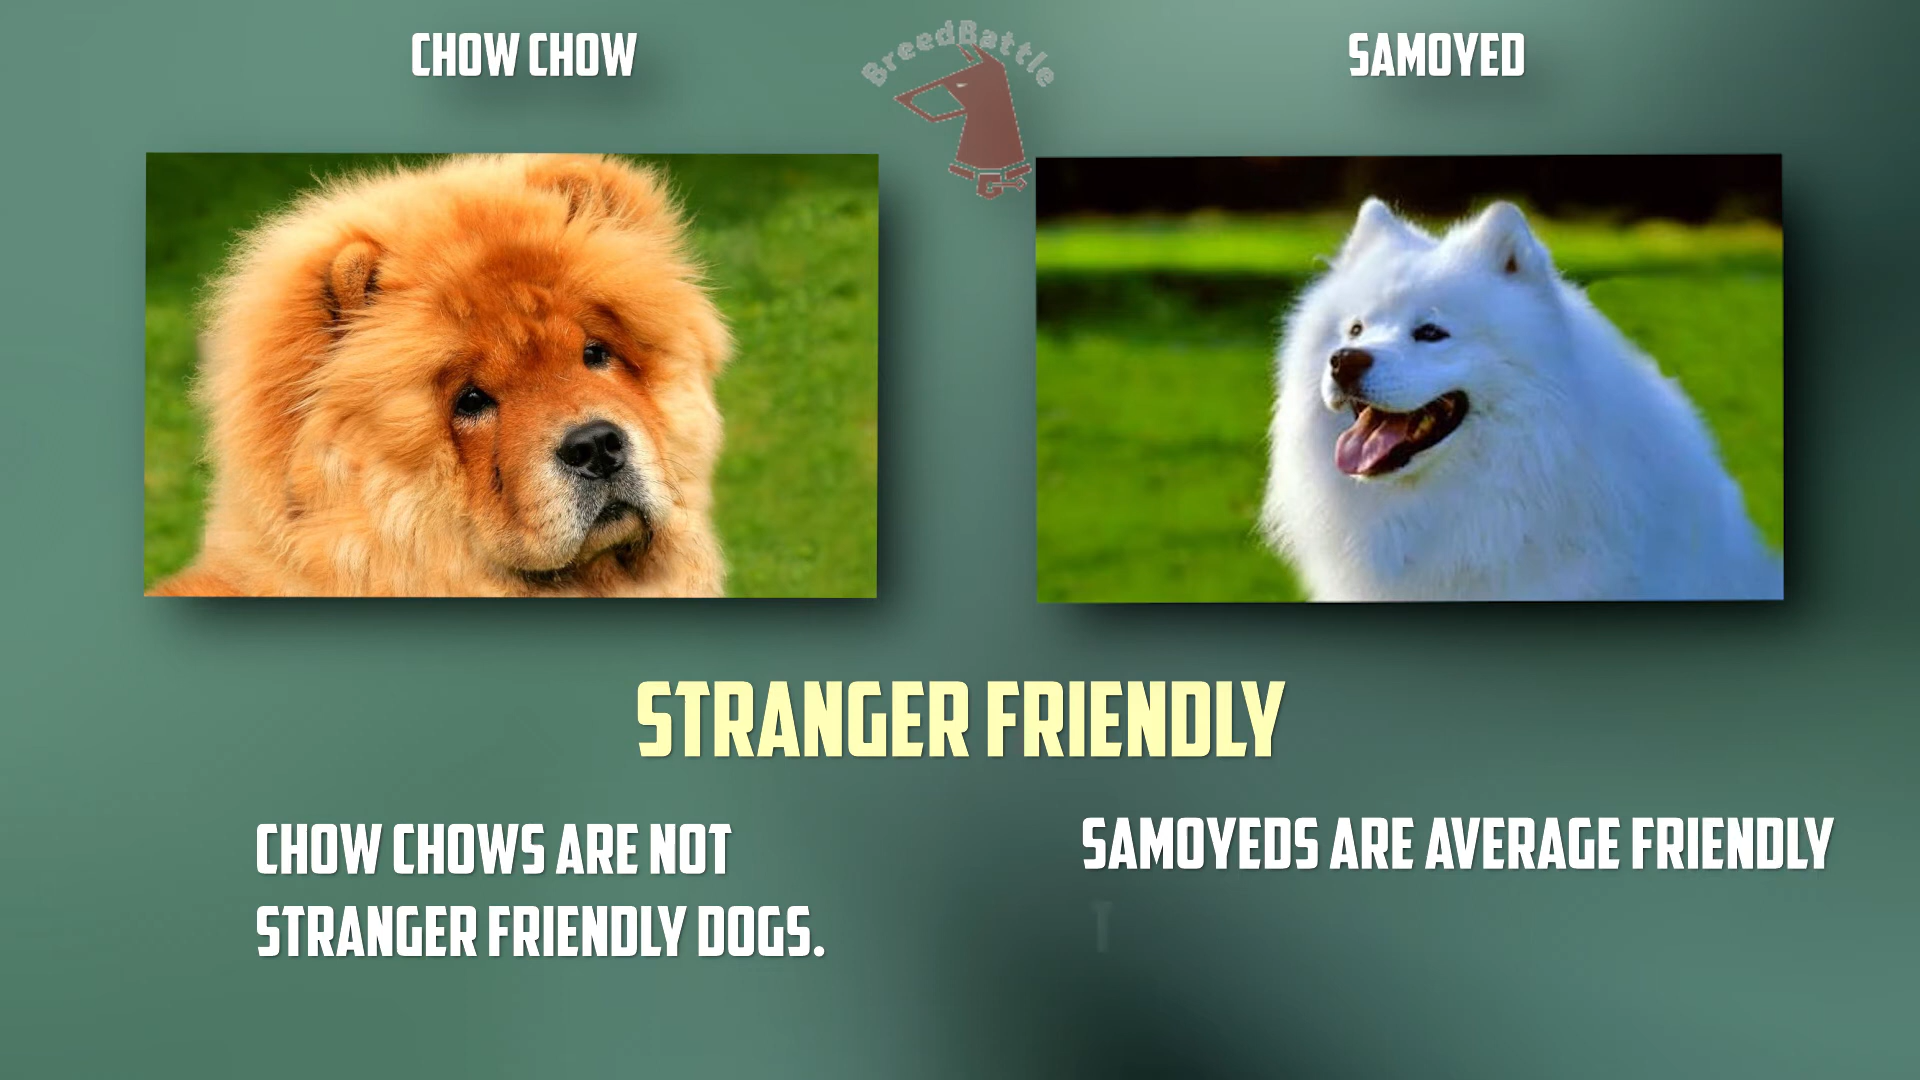 CHOW CHOW
BreedBattle
SAMOYED
STRANGER FRIENDLY
CHOW CHOWS ARE NOT
STRANGER FRIENDLY DOGS.
SAMOYEDS ARE AVERAGE FRIENDLY
T